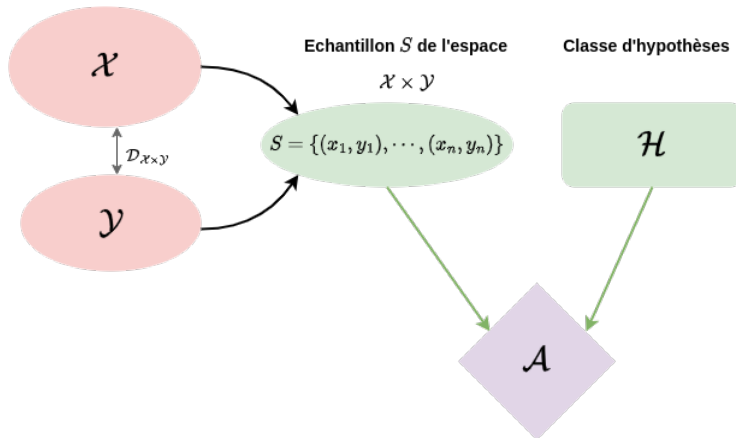 Echantillon S de l'espace
𝒳 × 𝒴
Classe d'hypothèses
𝒳
𝒟_{𝒳×𝒴}
𝒴
S = {(x₁, y₁), ⋯, (xₙ, yₙ)}
ℋ
𝒜